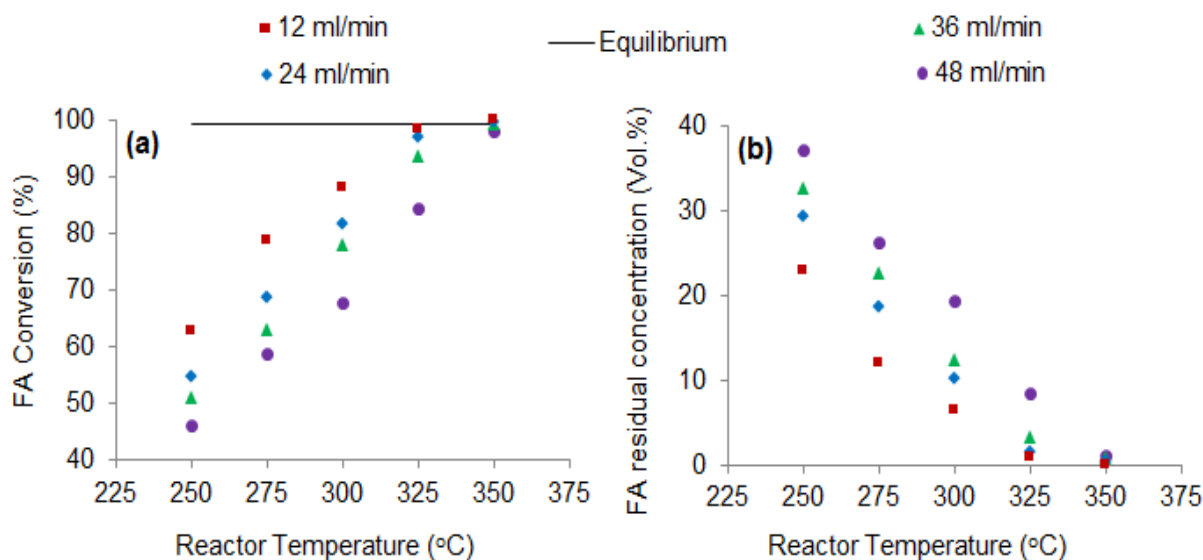 12 ml/min
24 ml/min
Equilibrium
36 ml/min
48 ml/min
(a)
FA Conversion (%)
100
90
80
70
60
50
40
225 250 275 300 325 350 375
Reactor Temperature (oC)
(b)
FA residual concentration (Vol.%)
40
30
20
10
0
225 250 275 300 325 350 375
Reactor Temperature (oC)